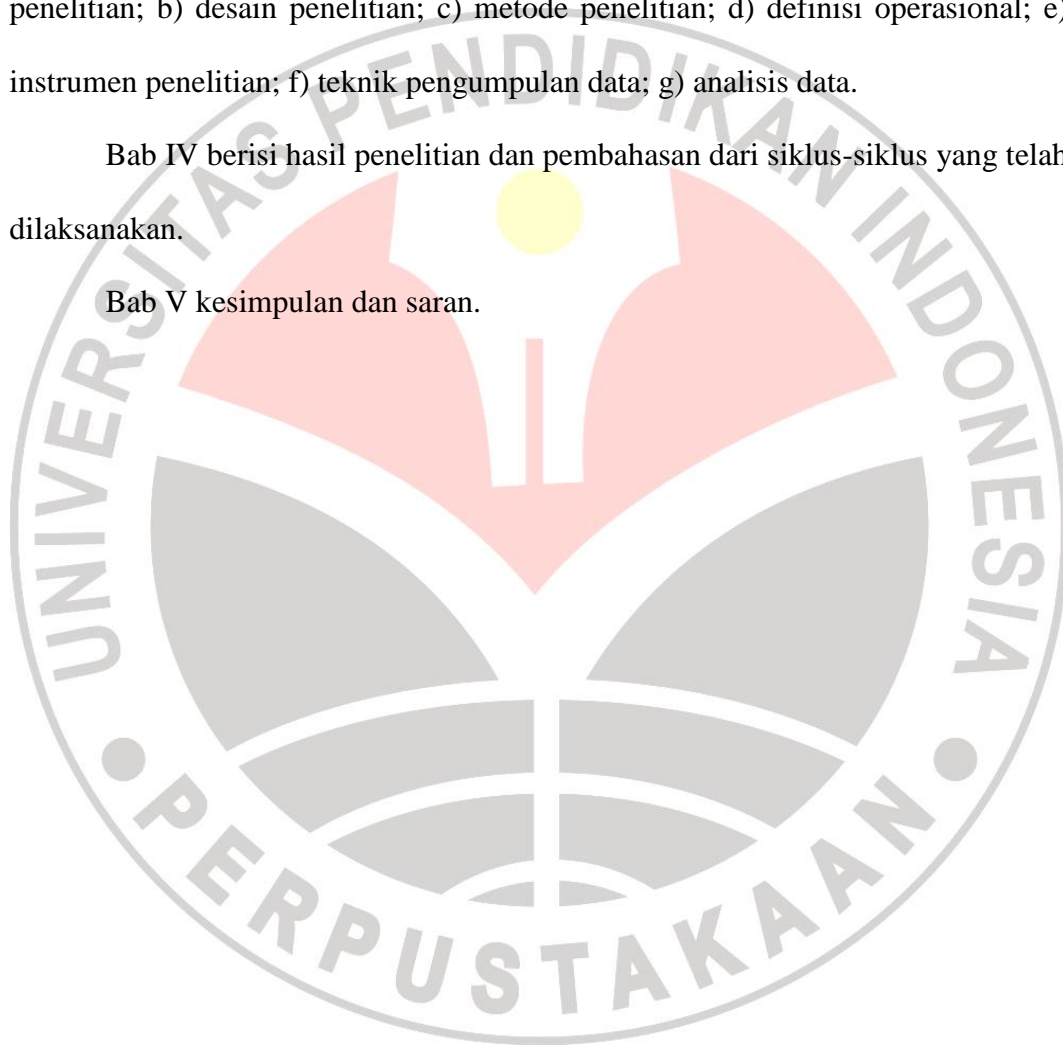 penelitian; b) desain penelitian; c) metode penelitian; d) definisi operasional; e)
instrumen penelitian; f) teknik pengumpulan data; g) analisis data.
Bab IV berisi hasil penelitian dan pembahasan dari siklus-siklus yang telah
dilaksanakan.
Bab V kesimpulan dan saran.
UNIVERSITAS PENDIDIKAN INDONESIA
PERPUSTAKAAN